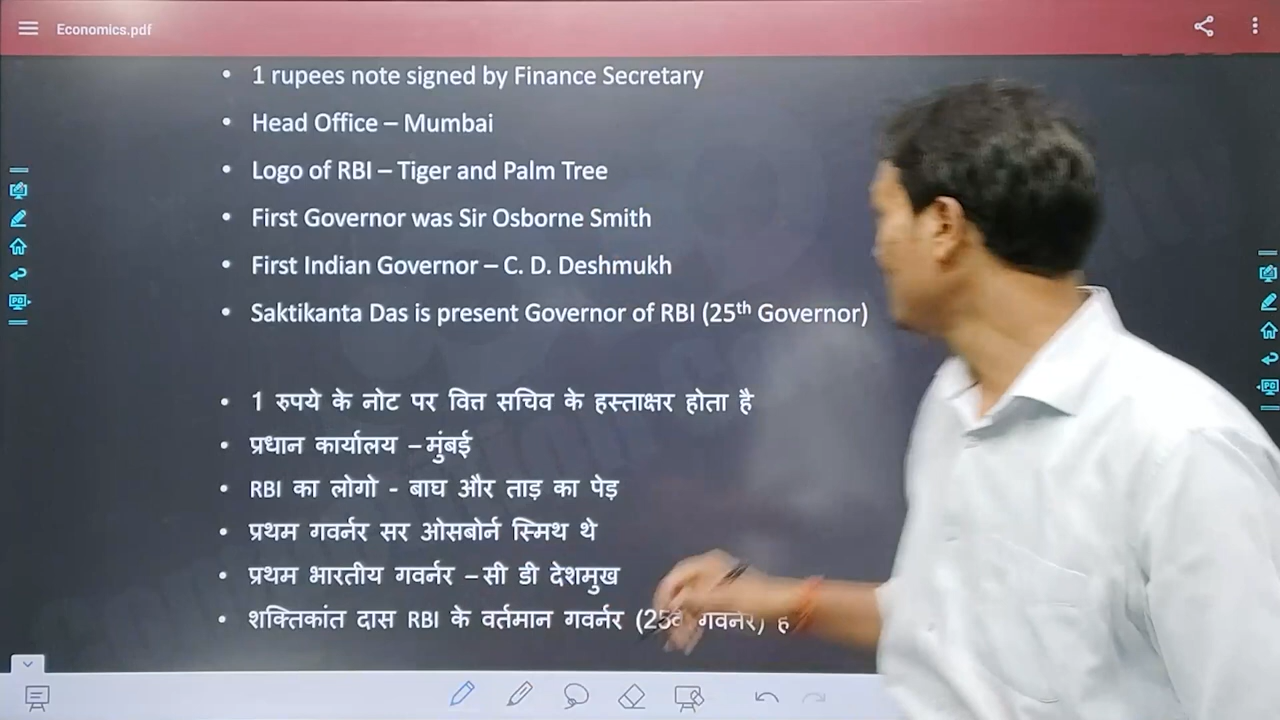 Economics.pdf
• 1 rupees note signed by Finance Secretary
• Head Office – Mumbai
• Logo of RBI – Tiger and Palm Tree
• First Governor was Sir Osborne Smith
• First Indian Governor – C. D. Deshmukh
• Saktikanta Das is present Governor of RBI (25th Governor)
• 1 रुपये के नोट पर वित्त सचिव के हस्ताक्षर होता है
• प्रधान कार्यालय – मुंबई
• RBI का लोगो - बाघ और ताड़ का पेड़
• प्रथम गवर्नर सर ओसबोर्न स्मिथ थे
• प्रथम भारतीय गवर्नर – सी डी देशमुख
• शक्तिकांत दास RBI के वर्तमान गवर्नर गवर्नर)